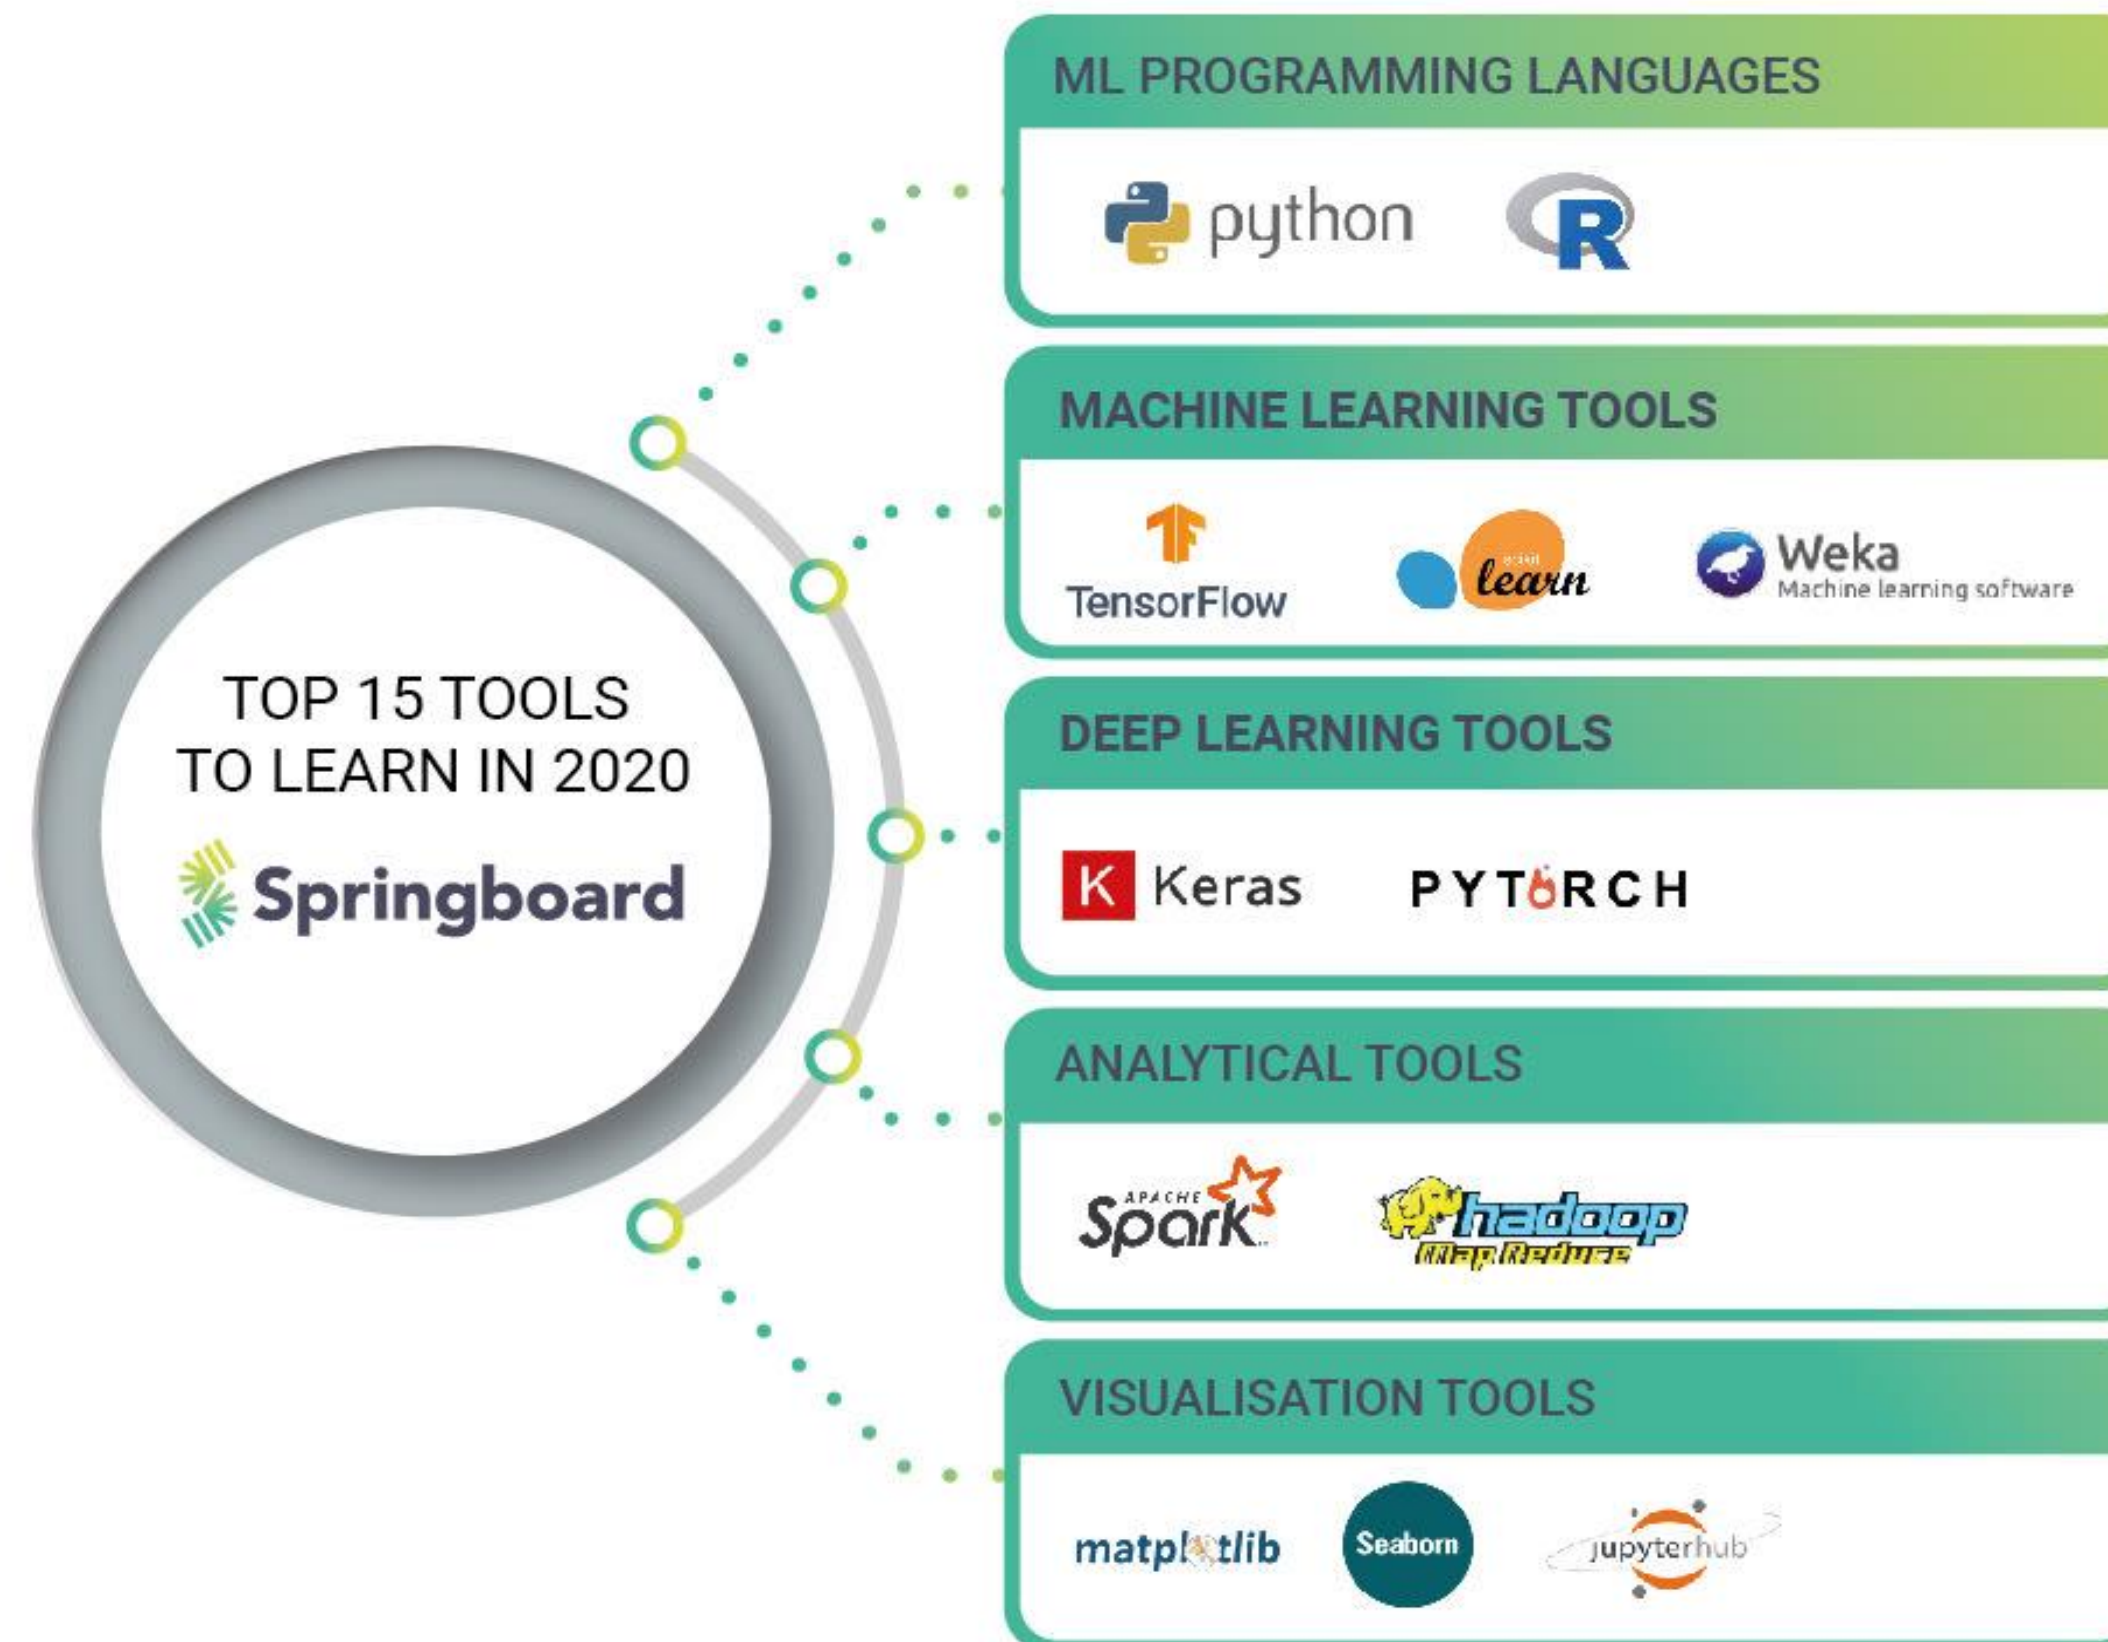 TOP 15 TOOLS
TO LEARN IN 2020
Springboard
ML PROGRAMMING LANGUAGES
python
R
MACHINE LEARNING TOOLS
TensorFlow
scikit
learn
Weka
Machine learning software
DEEP LEARNING TOOLS
K Keras
PYTORCH
ANALYTICAL TOOLS
APACHE
Spark
hadoop
Map Reduce
VISUALISATION TOOLS
matplotlib
Seaborn
jupyterhub